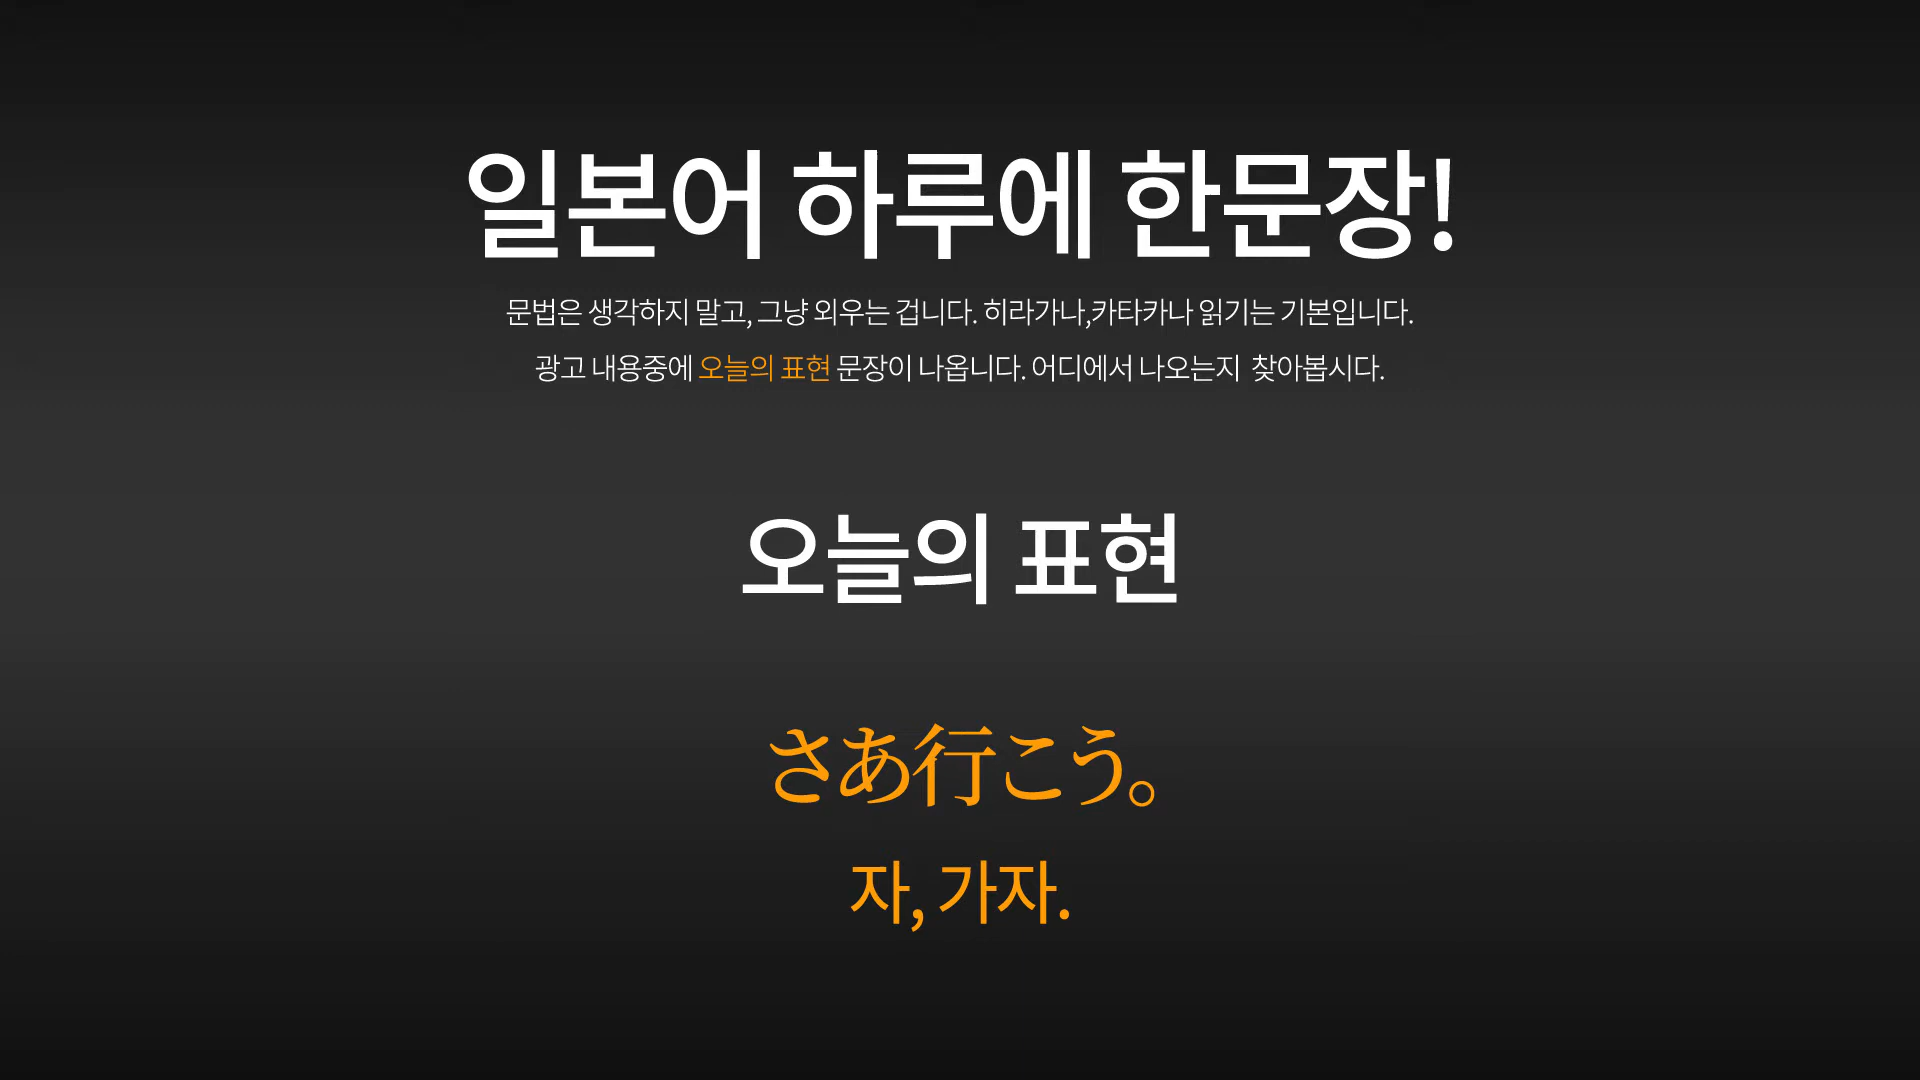 일본어 하루에 한문장!
문법은 생각하지 말고, 그냥 외우는 겁니다. 히라가나,카타카나 읽기는 기본입니다.
광고 내용중에 오늘의 표현 문장이 나옵니다. 어디에서 나오는지 찾아봅시다.
오늘의 표현
さあ行こう。
자, 가자.